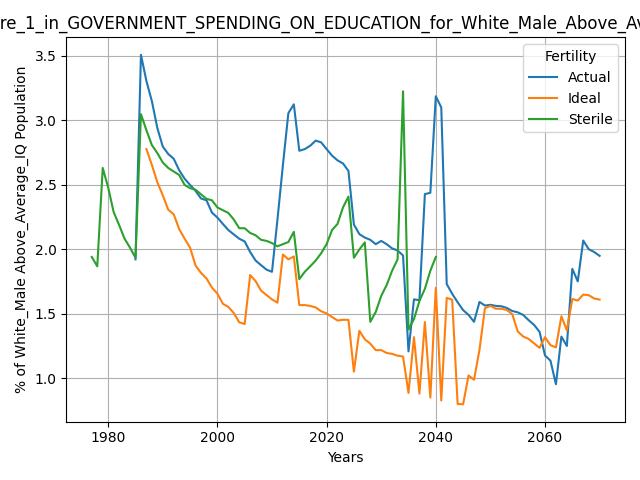 re_1_in_GOVERNMENT_SPENDING_ON_EDUCATION_for_White_Male_Above_Av
3.5
3.0
2.5
2.0
1.5
1.0
% of White_Male Above_Average_IQ Population
Fertility
Actual
Ideal
Sterile
1980
2000
2020
2040
2060
Years